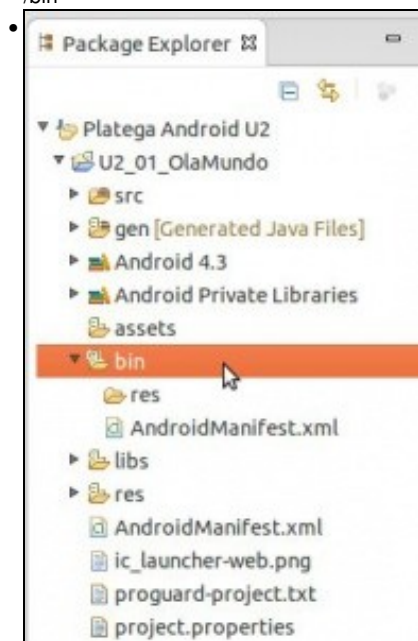 /bin
Package Explorer
Platega Android U2
U2_01_OlaMundo
src
gen [Generated Java Files]
Android 4.3
Android Private Libraries
assets
bin
res
AndroidManifest.xml
libs
res
AndroidManifest.xml
ic_launcher-web.png
proguard-project.txt
project.properties